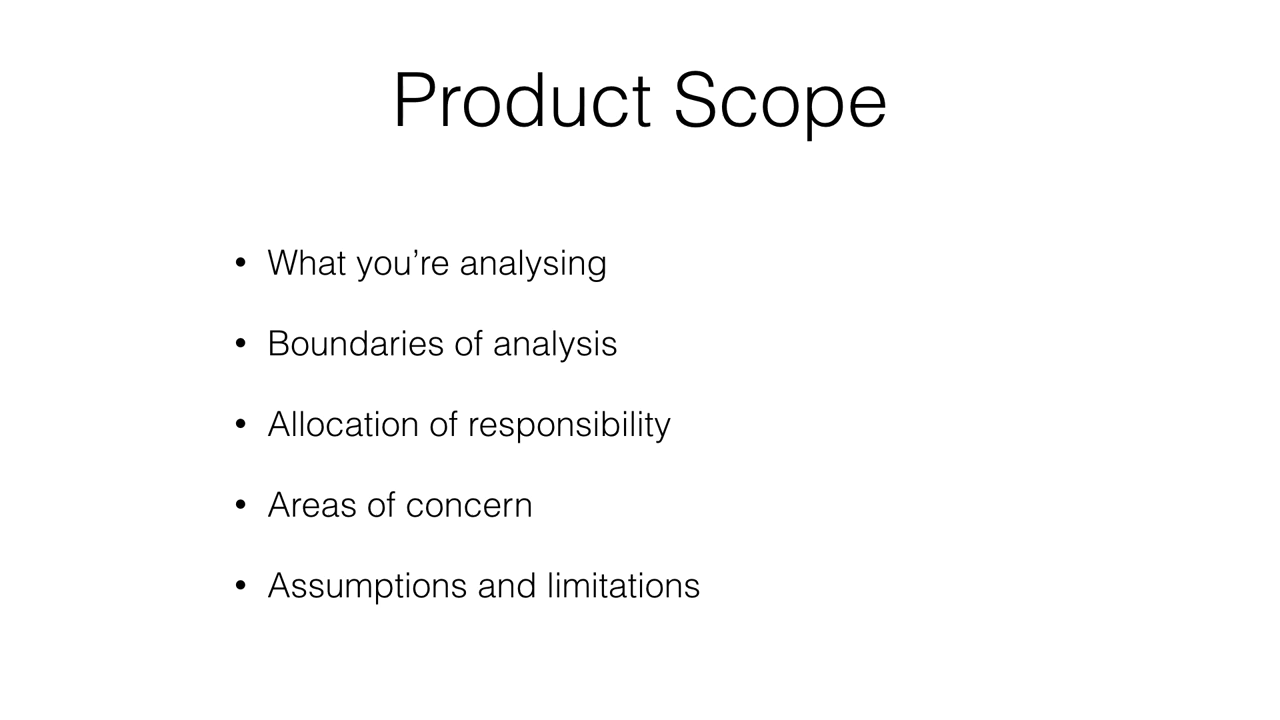 Product Scope
• What you’re analysing
• Boundaries of analysis
• Allocation of responsibility
• Areas of concern
• Assumptions and limitations